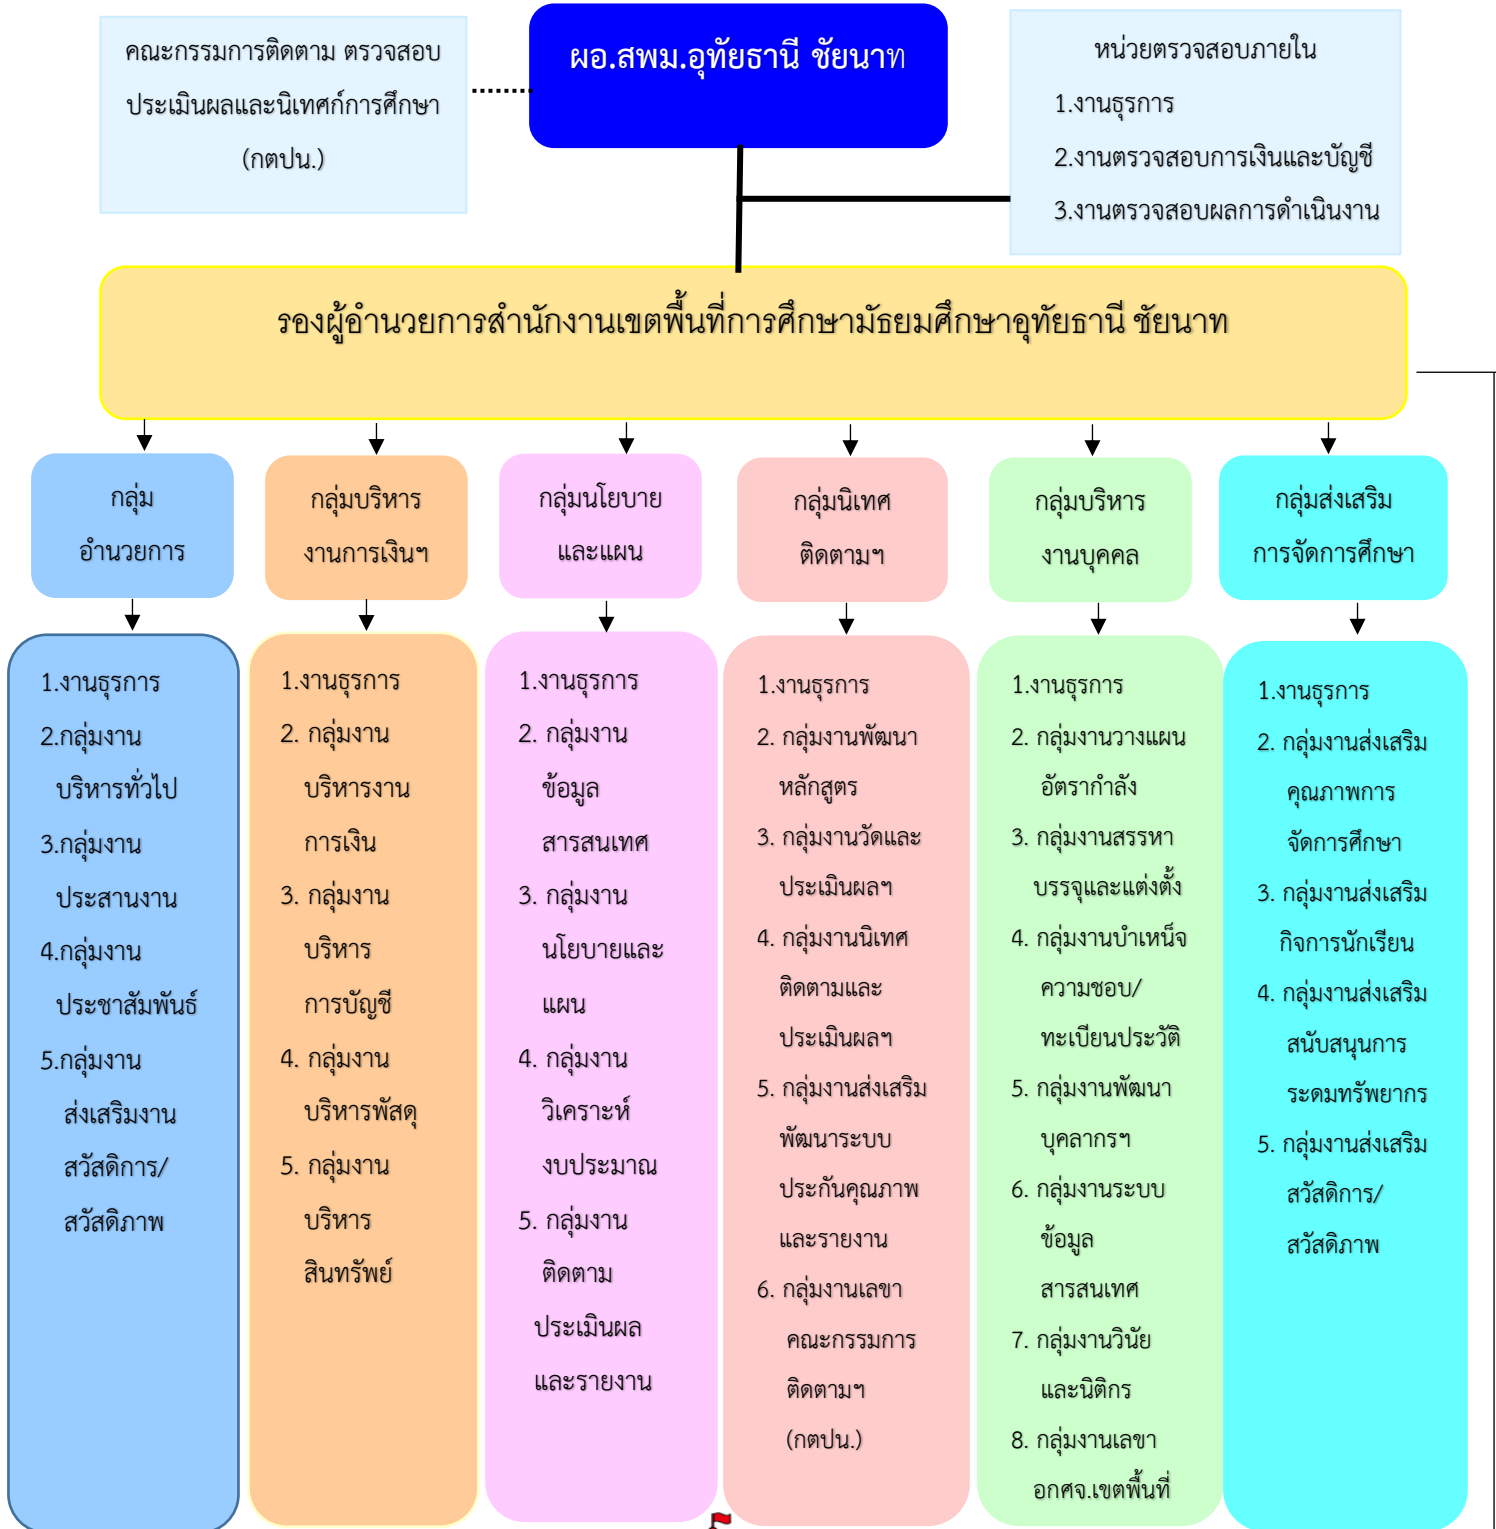 คณะกรรมการติดตาม ตรวจสอบ
ประเมินผลและนิเทศก์การศึกษา
(กตปน.)
ผอ.สพม.อุทัยธานี ชัยนาท
หน่วยตรวจสอบภายใน
1.งานธุรการ
2.งานตรวจสอบการเงินและบัญชี
3.งานตรวจสอบผลการดำเนินงาน
รองผู้อำนวยการสำนักงานเขตพื้นที่การศึกษามัธยมศึกษาอุทัยธานี ชัยนาท
กลุ่ม
อำนวยการ
กลุ่มบริหาร
งานการเงินฯ
กลุ่มนโยบาย
และแผน
กลุ่มนิเทศ
ติดตามฯ
กลุ่มบริหาร
งานบุคคล
กลุ่มส่งเสริม
การจัดการศึกษา
1.งานธุรการ
2.กลุ่มงาน
บริหารทั่วไป
3.กลุ่มงาน
ประสานงาน
4.กลุ่มงาน
ประชาสัมพันธ์
5.กลุ่มงาน
ส่งเสริมงาน
สวัสดิการ/
สวัสดิภาพ
1.งานธุรการ
2. กลุ่มงาน
บริหารงาน
การเงิน
3. กลุ่มงาน
บริหาร
การบัญชี
4. กลุ่มงาน
บริหารพัสดุ
5. กลุ่มงาน
บริหาร
สินทรัพย์
1.งานธุรการ
2. กลุ่มงาน
ข้อมูล
สารสนเทศ
3. กลุ่มงาน
นโยบายและ
แผน
4. กลุ่มงาน
วิเคราะห์
งบประมาณ
5. กลุ่มงาน
ติดตาม
ประเมินผล
และรายงาน
1.งานธุรการ
2. กลุ่มงานพัฒนา
หลักสูตร
3. กลุ่มงานวัดและ
ประเมินผลฯ
4. กลุ่มงานนิเทศ
ติดตามและ
ประเมินผลฯ
5. กลุ่มงานส่งเสริม
พัฒนาระบบ
ประกันคุณภาพ
และรายงาน
6. กลุ่มงานเลขา
คณะกรรมการ
ติดตามฯ
(กตปน.)
1.งานธุรการ
2. กลุ่มงานวางแผน
อัตรากำลัง
3. กลุ่มงานสรรหา
บรรจุและแต่งตั้ง
4. กลุ่มงานบำเหน็จ
ความชอบ/
ทะเบียนประวัติ
5. กลุ่มงานพัฒนา
บุคลากรฯ
6. กลุ่มงานระบบ
ข้อมูล
สารสนเทศ
7. กลุ่มงานวินัย
และนิติกร
8. กลุ่มงานเลขา
อกศจ.เขตพื้นที่
1.งานธุรการ
2. กลุ่มงานส่งเสริม
คุณภาพการ
จัดการศึกษา
3. กลุ่มงานส่งเสริม
กิจการนักเรียน
4. กลุ่มงานส่งเสริม
สนับสนุนการ
ระดมทรัพยากร
5. กลุ่มงานส่งเสริม
สวัสดิการ/
สวัสดิภาพ